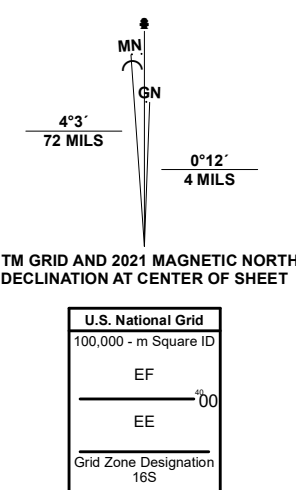 MN
GN
4°3´
72 MILS
0°12´
4 MILS
TM GRID AND 2021 MAGNETIC NORTH
DECLINATION AT CENTER OF SHEET
U.S. National Grid
100,000 - m Square ID
EF
40
00
EE
Grid Zone Designation
16S